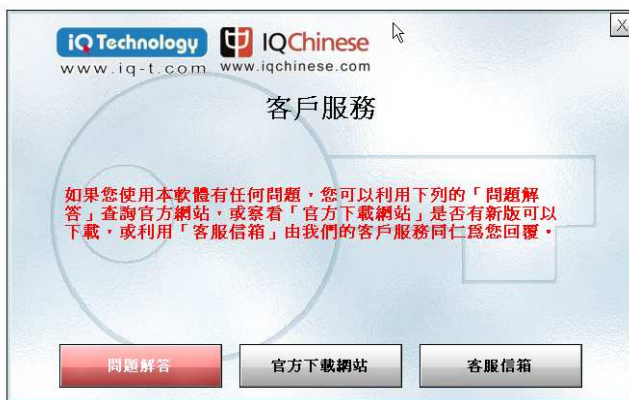 iQ Technology IQChinese
www.iq-t.com www.iqchinese.com
X
客戶服務
如果您使用本軟體有任何問題，您可以利用下列的「問題解
答」查詢官方網站，或察看「官方下載網站」是否有新版可以
下載，或利用「客服信箱」由我們的客戶服務同仁為您回覆。
問題解答 官方下載網站 客服信箱